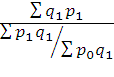 ∑ q₁p₁
∑ p₁q₁ / ∑ p₀q₁